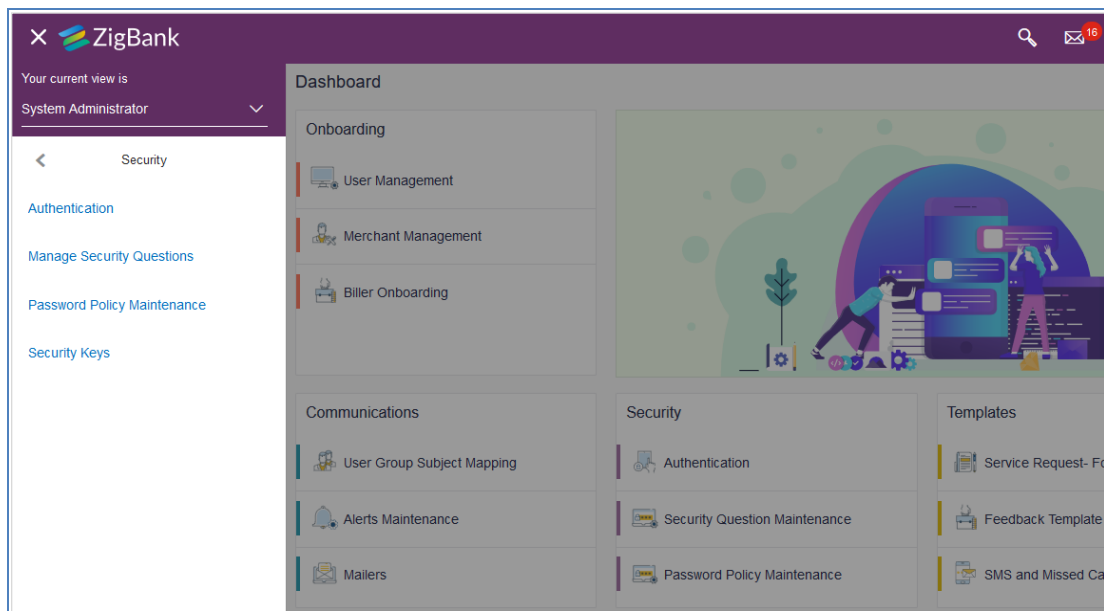 ZigBank
16
Your current view is
System Administrator
Security
Authentication
Manage Security Questions
Password Policy Maintenance
Security Keys
Dashboard
Onboarding
User Management
Merchant Management
Biller Onboarding
Communications
User Group Subject Mapping
Alerts Maintenance
Mailers
Security
Authentication
Security Question Maintenance
Password Policy Maintenance
Templates
Service Request- Fo
Feedback Template
SMS and Missed Ca